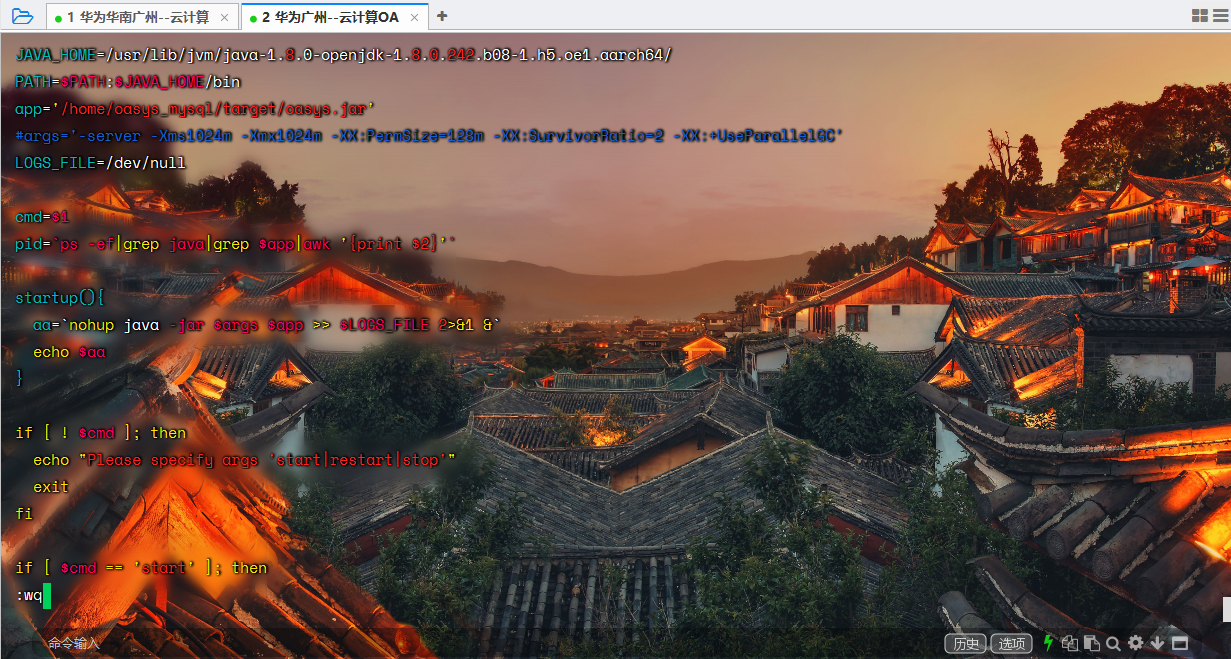 1 华为华南广州--云计算 ×
2 华为广州--云计算OA ×
JAVA_HOME=/usr/lib/jvm/java-1.8.0-openjdk-1.8.0.242.b08-1.h5.oe1.aarch64/
PATH=$PATH:$JAVA_HOME/bin
app='/home/oasys_mysql/target/oasys.jar'
#args='-server -Xms1024m -Xmx1024m -XX:PermSize=128m -XX:SurvivorRatio=2 -XX:+UseParallelGC'
LOGS_FILE=/dev/null
cmd=$1
pid=`ps -ef|grep java|grep $app|awk '{print $2}'`
startup(){
  aa=`nohup java -jar $args $app >> $LOGS_FILE 2>&1 &`
  echo $aa
}
if [ ! $cmd ]; then
  echo "Please specify args 'start|restart|stop'"
  exit
fi
if [ $cmd == 'start' ]; then
:wq
命令输入
历史 选项